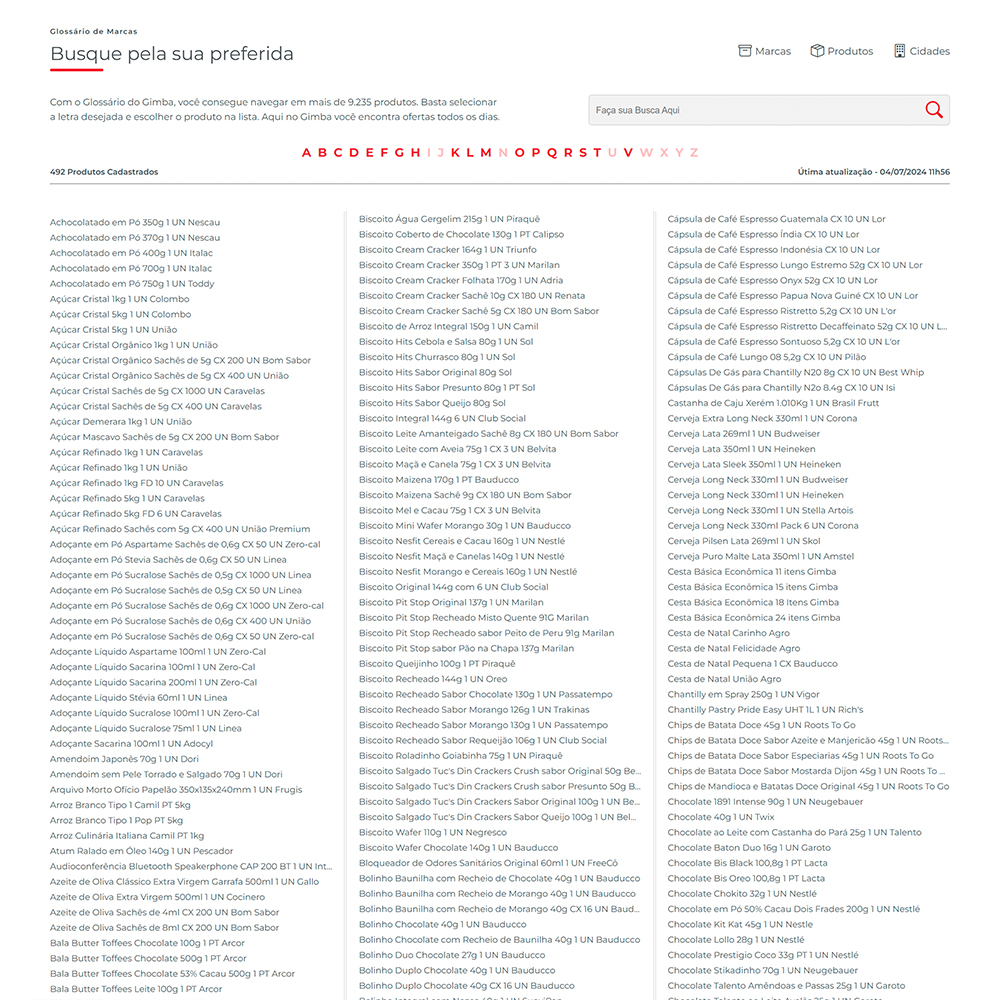 Glossário de Marcas
Busque pela sua preferida
Marcas
Produtos
Cidades
Com o Glossário do Gimba, você consegue navegar em mais de 9.235 produtos. Basta selecionar
a letra desejada e escolher o produto na lista. Aqui no Gimba você encontra ofertas todos os dias.
Faça sua Busca Aqui
A B C D E F G H I J K L M N O P Q R S T U V W X Y Z
492 Produtos Cadastrados
Útima atualização - 04/07/2024 11h56
Achocolatado em Pó 350g 1 UN Nescau
Achocolatado em Pó 370g 1 UN Nescau
Achocolatado em Pó 400g 1 UN Italac
Achocolatado em Pó 700g 1 UN Italac
Achocolatado em Pó 750g 1 UN Toddy
Açúcar Cristal 1kg 1 UN Colombo
Açúcar Cristal 5kg 1 UN Colombo
Açúcar Cristal 5kg 1 UN União
Açúcar Cristal Orgânico 1kg 1 UN União
Açúcar Cristal Orgânico Sachês de 5g CX 200 UN Bom Sabor
Açúcar Cristal Orgânico Sachês de 5g CX 400 UN União
Açúcar Cristal Sachês de 5g CX 1000 UN Caravelas
Açúcar Cristal Sachês de 5g CX 400 UN Caravelas
Açúcar Demerara 1kg 1 UN União
Açúcar Mascavo Sachês de 5g CX 200 UN Bom Sabor
Açúcar Refinado 1kg 1 UN Caravelas
Açúcar Refinado 1kg 1 UN União
Açúcar Refinado 1kg FD 10 UN Caravelas
Açúcar Refinado 5kg 1 UN Caravelas
Açúcar Refinado 5kg FD 6 UN Caravelas
Açúcar Refinado Sachês com 5g CX 400 UN União Premium
Adoçante em Pó Aspartame Sachês de 0,6g CX 50 UN Zero-cal
Adoçante em Pó Stevia Sachês de 0,6g CX 50 UN Linea
Adoçante em Pó Sucralose Sachês de 0,5g CX 1000 UN Linea
Adoçante em Pó Sucralose Sachês de 0,5g CX 50 UN Linea
Adoçante em Pó Sucralose Sachês de 0,6g CX 1000 UN Zero-cal
Adoçante em Pó Sucralose Sachês de 0,6g CX 400 UN União
Adoçante em Pó Sucralose Sachês de 0,6g CX 50 UN Zero-cal
Adoçante Líquido Aspartame 100ml 1 UN Zero-Cal
Adoçante Líquido Sacarina 100ml 1 UN Zero-Cal
Adoçante Líquido Sacarina 200ml 1 UN Zero-Cal
Adoçante Líquido Stévia 60ml 1 UN Linea
Adoçante Líquido Sucralose 100ml 1 UN Zero-Cal
Adoçante Líquido Sucralose 75ml 1 UN Linea
Adoçante Sacarina 100ml 1 UN Adocyl
Amendoim Japonês 70g 1 UN Dori
Amendoim sem Pele Torrado e Salgado 70g 1 UN Dori
Arquivo Morto Ofício Papelão 350x135x240mm 1 UN Frugis
Arroz Branco Tipo 1 Camil PT 5kg
Arroz Branco Tipo 1 Pop PT 5kg
Arroz Culinária Italiana Camil PT 1kg
Atum Ralado em Óleo 140g 1 UN Pescador
Audioconferência Bluetooth Speakerphone CAP 200 BT 1 UN Int...
Azeite de Oliva Clássico Extra Virgem Garrafa 500ml 1 UN Gallo
Azeite de Oliva Extra Virgem 500ml 1 UN Cocinero
Azeite de Oliva Sachês de 4ml CX 200 UN Bom Sabor
Azeite de Oliva Sachês de 8ml CX 200 UN Bom Sabor
Bala Butter Toffees Chocolate 100g 1 PT Arcor
Bala Butter Toffees Chocolate 500g 1 PT Arcor
Bala Butter Toffees Chocolate 53% Cacau 500g 1 PT Arcor
Bala Butter Toffees Leite 100g 1 PT Arcor
Biscoito Água Gergelim 215g 1 UN Piraquê
Biscoito Coberto de Chocolate 130g 1 PT Calipso
Biscoito Cream Cracker 164g 1 UN Triunfo
Biscoito Cream Cracker 350g 1 PT 3 UN Marilan
Biscoito Cream Cracker Folhata 170g 1 UN Adria
Biscoito Cream Cracker Sachê 10g CX 180 UN Renata
Biscoito Cream Cracker Sachê 5g CX 180 UN Bom Sabor
Biscoito de Arroz Integral 150g 1 UN Camil
Biscoito Hits Cebola e Salsa 80g 1 UN Sol
Biscoito Hits Churrasco 80g 1 UN Sol
Biscoito Hits Sabor Original 80g Sol
Biscoito Hits Sabor Presunto 80g 1 PT Sol
Biscoito Hits Sabor Queijo 80g Sol
Biscoito Integral 144g 6 UN Club Social
Biscoito Leite Amanteigado Sachê 8g CX 180 UN Bom Sabor
Biscoito Leite com Aveia 75g 1 CX 3 UN Belvita
Biscoito Maçã e Canela 75g 1 CX 3 UN Belvita
Biscoito Maizena 170g 1 PT Bauducco
Biscoito Maizena Sachê 9g CX 180 UN Bom Sabor
Biscoito Mel e Cacau 75g 1 CX 3 UN Belvita
Biscoito Mini Wafer Morango 30g 1 UN Bauducco
Biscoito Nesfit Cereais e Cacau 160g 1 UN Nestlé
Biscoito Nesfit Maçã e Canelas 140g 1 UN Nestlé
Biscoito Nesfit Morango e Cereais 160g 1 UN Nestlé
Biscoito Original 144g com 6 UN Club Social
Biscoito Pit Stop Original 137g 1 UN Marilan
Biscoito Pit Stop Recheado Misto Quente 91G Marilan
Biscoito Pit Stop Recheado sabor Peito de Peru 91g Marilan
Biscoito Pit Stop sabor Pão na Chapa 137g Marilan
Biscoito Queijinho 100g 1 PT Piraquê
Biscoito Recheado 144g 1 UN Oreo
Biscoito Recheado Sabor Chocolate 130g 1 UN Passatempo
Biscoito Recheado Sabor Morango 126g 1 UN Trakinas
Biscoito Recheado Sabor Morango 130g 1 UN Passatempo
Biscoito Recheado Sabor Requeijão 106g 1 UN Club Social
Biscoito Roladinho Goiabinha 75g 1 UN Piraquê
Biscoito Salgado Tuc's Din Crackers Crush sabor Original 50g Be...
Biscoito Salgado Tuc's Din Crackers Crush sabor Presunto 50g B...
Biscoito Salgado Tuc's Din Crackers Sabor Original 100g 1 UN Be...
Biscoito Salgado Tuc's Din Crackers Sabor Queijo 100g 1 UN Bel...
Biscoito Wafer 110g 1 UN Negresco
Biscoito Wafer Chocolate 140g 1 UN Bauducco
Bloqueador de Odores Sanitários Original 60ml 1 UN FreeCô
Bolinho Baunilha com Recheio de Chocolate 40g 1 UN Bauducco
Bolinho Baunilha com Recheio de Morango 40g 1 UN Bauducco
Bolinho Baunilha com Recheio de Morango 40g CX 16 UN Baud...
Bolinho Chocolate 40g 1 UN Bauducco
Bolinho Chocolate com Recheio de Baunilha 40g 1 UN Bauducco
Bolinho Duo Chocolate 27g 1 UN Bauducco
Bolinho Duplo Chocolate 40g 1 UN Bauducco
Bolinho Duplo Chocolate 40g CX 16 UN Bauducco
Cápsula de Café Espresso Guatemala CX 10 UN Lor
Cápsula de Café Espresso Índia CX 10 UN Lor
Cápsula de Café Espresso Indonésia CX 10 UN Lor
Cápsula de Café Espresso Lungo Estremo 52g CX 10 UN Lor
Cápsula de Café Espresso Onyx 52g CX 10 UN Lor
Cápsula de Café Espresso Papua Nova Guiné CX 10 UN Lor
Cápsula de Café Espresso Ristretto 5,2g CX 10 UN L'or
Cápsula de Café Espresso Ristretto Decaffeinato 52g CX 10 UN L...
Cápsula de Café Espresso Sontuoso 5,2g CX 10 UN L'or
Cápsula de Café Lungo 08 5,2g CX 10 UN Pilão
Cápsulas De Gás para Chantilly N20 8g CX 10 UN Best Whip
Cápsulas De Gás para Chantilly N2o 8.4g CX 10 UN Isi
Castanha de Caju Xerém 1.010Kg 1 UN Brasil Frutt
Cerveja Extra Long Neck 330ml 1 UN Corona
Cerveja Lata 269ml 1 UN Budweiser
Cerveja Lata 350ml 1 UN Heineken
Cerveja Lata Sleek 350ml 1 UN Heineken
Cerveja Long Neck 330ml 1 UN Budweiser
Cerveja Long Neck 330ml 1 UN Heineken
Cerveja Long Neck 330ml 1 UN Stella Artois
Cerveja Long Neck 330ml Pack 6 UN Corona
Cerveja Pilsen Lata 269ml 1 UN Skol
Cerveja Puro Malte Lata 350ml 1 UN Amstel
Cesta Básica Econômica 11 itens Gimba
Cesta Básica Econômica 15 itens Gimba
Cesta Básica Econômica 18 Itens Gimba
Cesta Básica Econômica 24 itens Gimba
Cesta de Natal Carinho Agro
Cesta de Natal Felicidade Agro
Cesta de Natal Pequena 1 CX Bauducco
Cesta de Natal União Agro
Chantilly em Spray 250g 1 UN Vigor
Chantilly Pastry Pride Easy UHT 1L 1 UN Rich's
Chips de Batata Doce 45g 1 UN Roots To Go
Chips de Batata Doce Sabor Azeite e Manjericão 45g 1 UN Roots...
Chips de Batata Doce Sabor Especiarias 45g 1 UN Roots To Go
Chips de Batata Doce Sabor Mostarda Dijon 45g 1 UN Roots To ...
Chips de Mandioca e Batatas Doce Original 45g 1 UN Roots To Go
Chocolate 1891 Intense 90g 1 UN Neugebauer
Chocolate 40g 1 UN Twix
Chocolate ao Leite com Castanha do Pará 25g 1 UN Talento
Chocolate Baton Duo 16g 1 UN Garoto
Chocolate Bis Black 100,8g 1 PT Lacta
Chocolate Bis Oreo 100,8g 1 PT Lacta
Chocolate Chokito 32g 1 UN Nestlé
Chocolate em Pó 50% Cacau Dois Frades 200g 1 UN Nestlé
Chocolate Kit Kat 45g 1 UN Nestle
Chocolate Lollo 28g 1 UN Nestlé
Chocolate Prestigio Coco 33g PT 1 UN Nestlé
Chocolate Stikadinho 70g 1 UN Neugebauer
Chocolate Talento Amêndoas e Passas 25g 1 UN Garoto